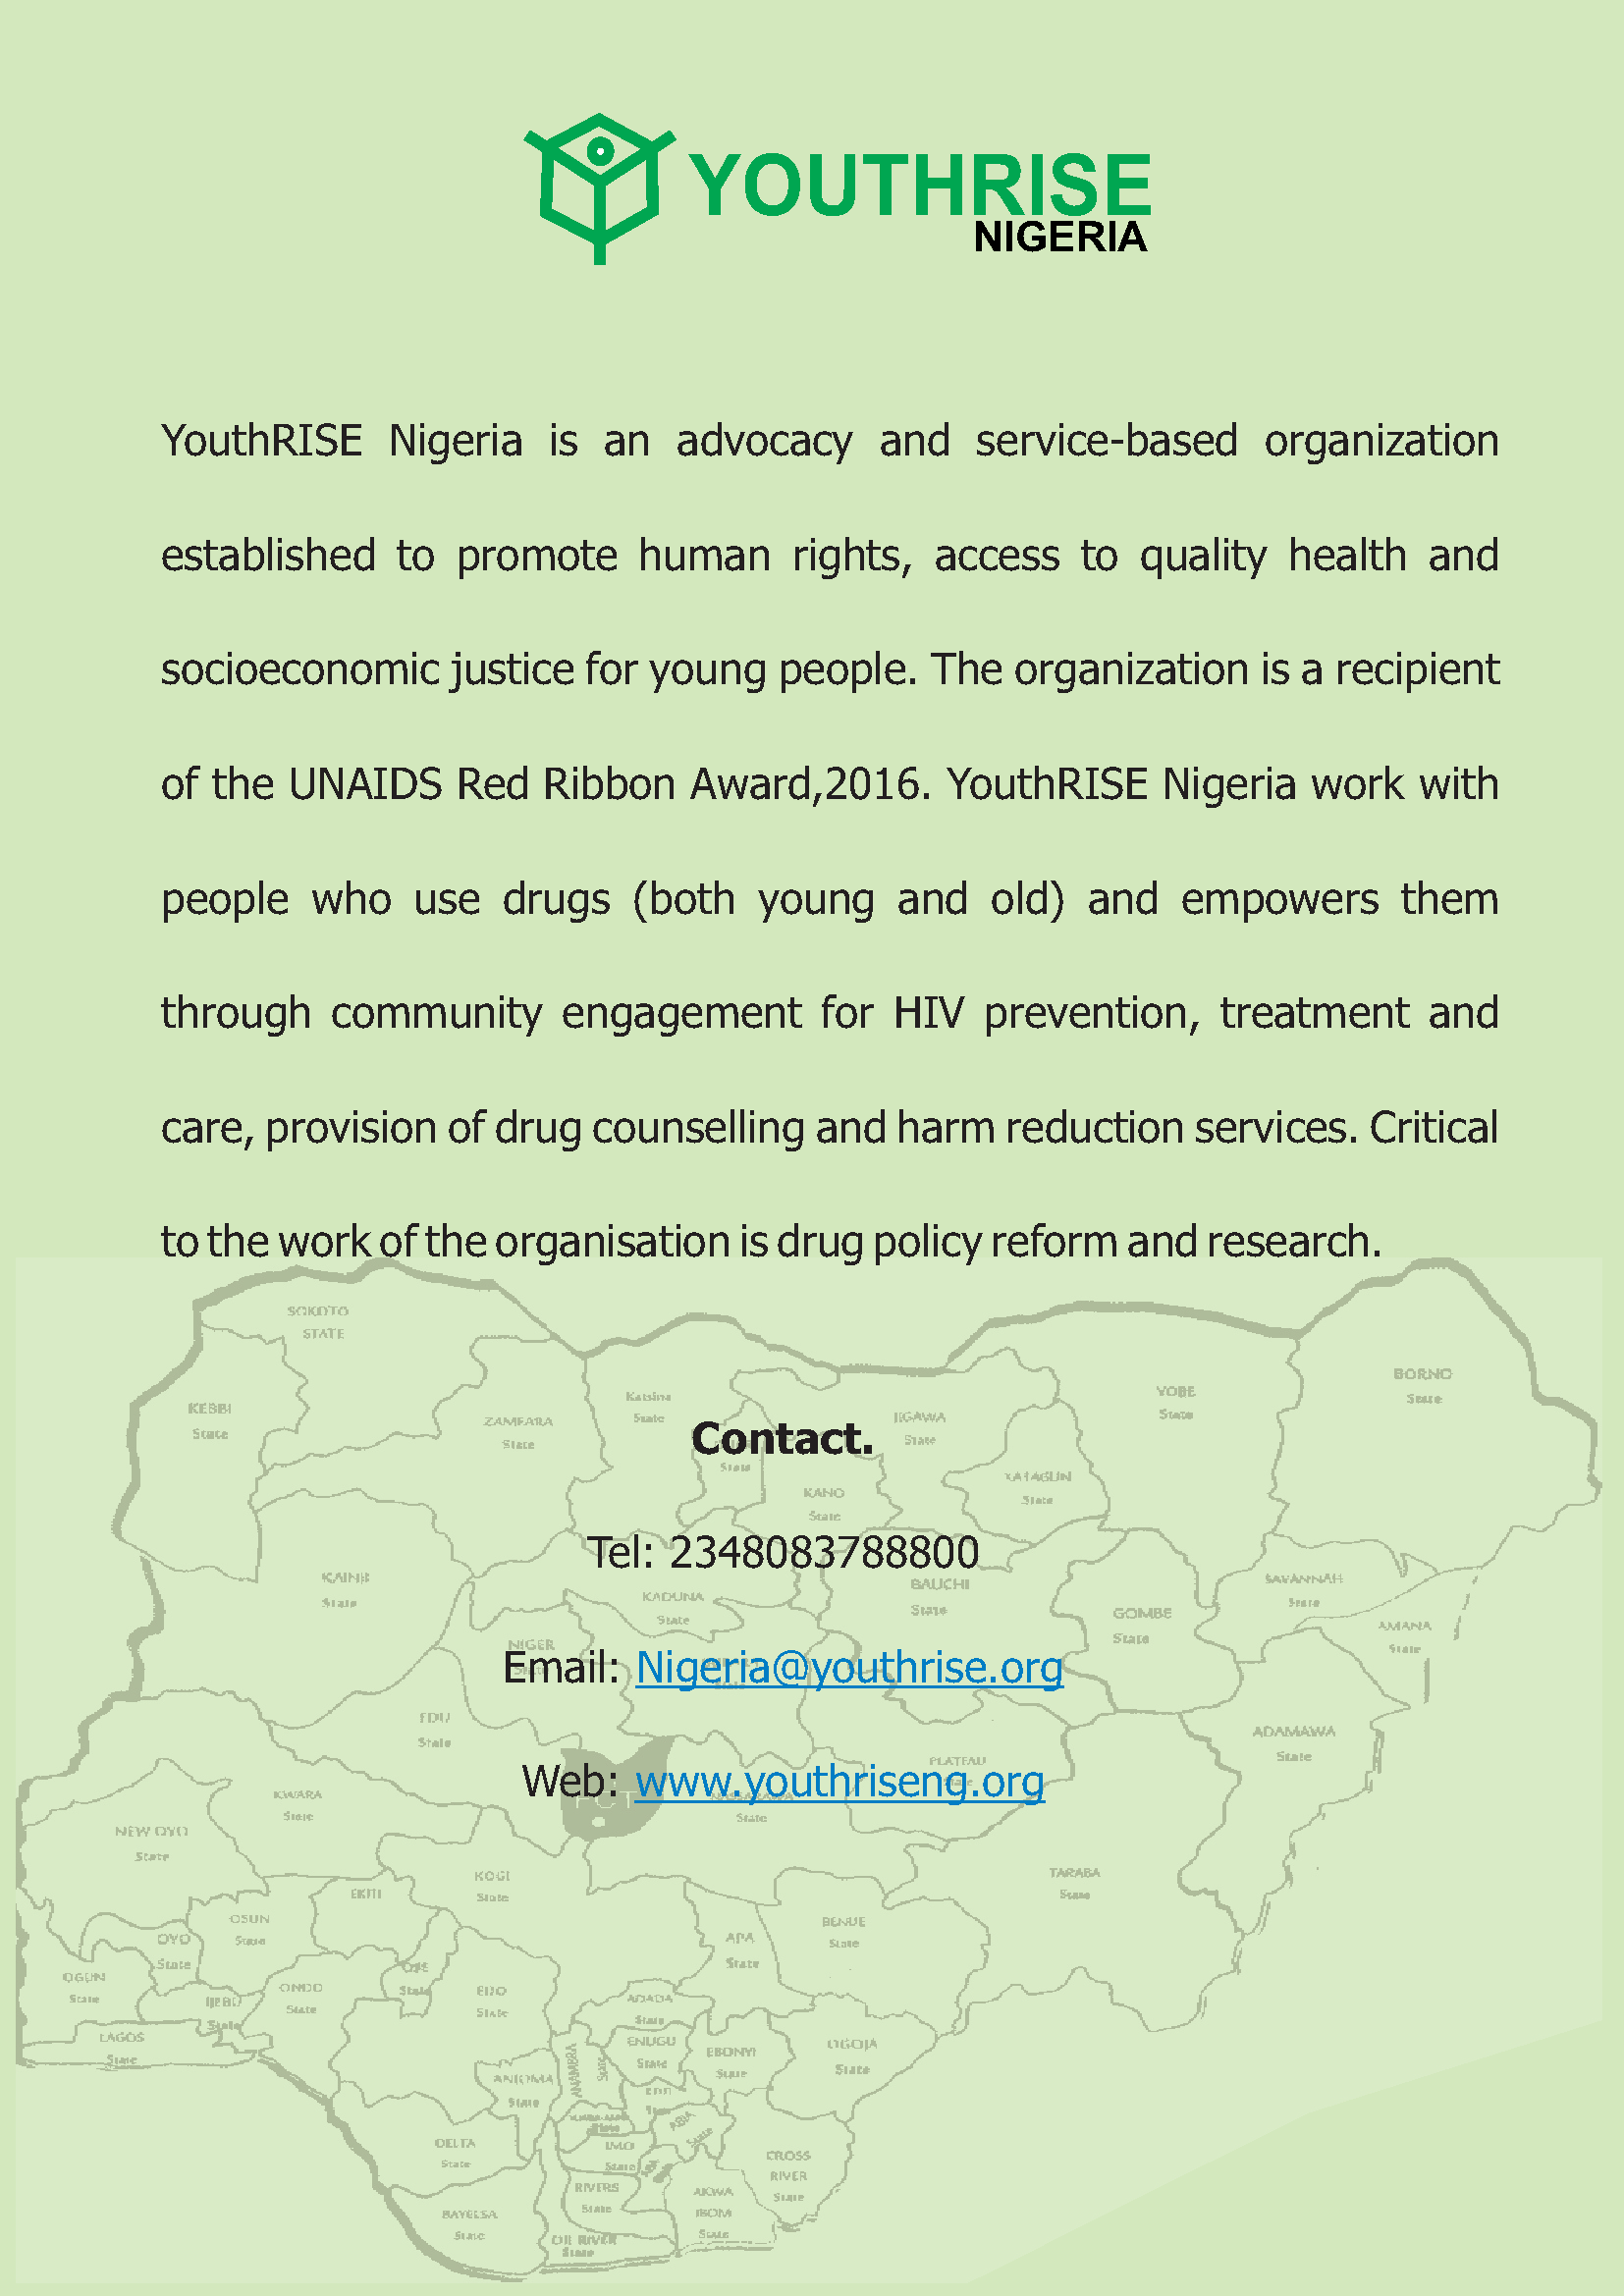 YOUTHRISE
NIGERIA
YouthRISE Nigeria is an advocacy and service-based organization
established to promote human rights, access to quality health and
socioeconomic justice for young people. The organization is a recipient
of the UNAIDS Red Ribbon Award,2016. YouthRISE Nigeria work with
people who use drugs (both young and old) and empowers them
through community engagement for HIV prevention, treatment and
care, provision of drug counselling and harm reduction services. Critical
to the work of the organisation is drug policy reform and research.
SOKOTO
STATE
BORNO
State
YOBE
State
Katsina
State
KEBBI
State
ZAMFARA
State
JIGAWA
State
Contact.
State
KATAGUN
State
KANO
State
Tel: 2348083788800
KAINJI
State
BAUCHI
State
SAVANNAH
State
KADUNA
State
GOMBE
State
AMANA
State
NIGER
Email: Nigeria@youthrise.org
EDU
State
ADAMAWA
State
PLATEAU
Web: www.youthriseng.org
FCT
State
KWARA
State
NEW OYO
State
KOGI
State
TARABA
State
EKITI
OSUN
State
BENUE
State
OYO
State
APA
State
OGUN
State
ONDO
State
OSE
State
EDO
State
IJEBU
State
ADADA
State
LAGOS
State
ENUGU
State
EBONYI
State
OGOJA
State
ANAMBRA
State
ANIOMA
State
ABIA
State
DELTA
State
IMO
State
CROSS
RIVER
State
RIVERS
State
AKWA
IBOM
State
BAYELSA
State
OIL RIVER
State